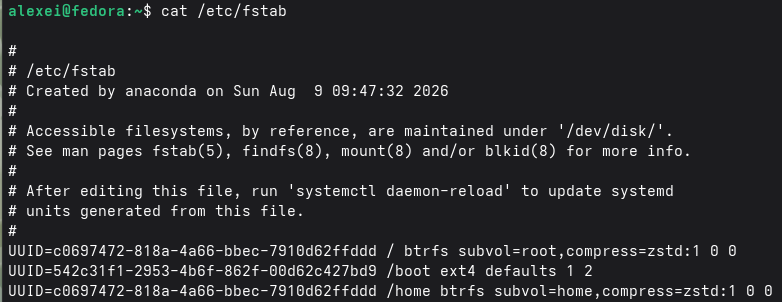 alexei@fedora:~$ cat /etc/fstab
#
# /etc/fstab
# Created by anaconda on Sun Aug  9 09:47:32 2026
#
# Accessible filesystems, by reference, are maintained under '/dev/disk/'.
# See man pages fstab(5), findfs(8), mount(8) and/or blkid(8) for more info.
#
# After editing this file, run 'systemctl daemon-reload' to update systemd
# units generated from this file.
#
UUID=c0697472-818a-4a66-bbec-7910d62ffddd / btrfs subvol=root,compress=zstd:1 0 0
UUID=542c31f1-2953-4b6f-862f-00d62c427bd9 /boot ext4 defaults 1 2
UUID=c0697472-818a-4a66-bbec-7910d62ffddd /home btrfs subvol=home,compress=zstd:1 0 0